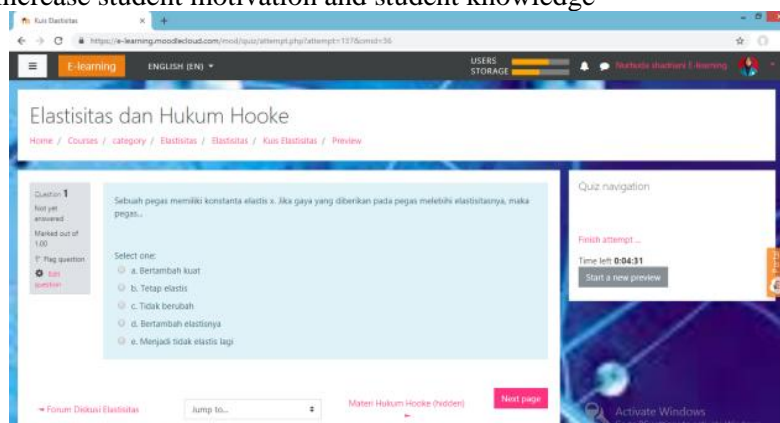 increase student motivation and student knowledge
Kuis Elastisitas
https://e-learning.moodlecloud.com/mod/quiz/attempt.php?attempt=137&cmid=36
E-learning
ENGLISH (EN)
USERS
STORAGE
E-learning
Elastisitas dan Hukum Hooke
Home / Courses / category / Elastisitas / Elastisitas / Kuis Elastisitas / Preview
Question 1
Not yet
answered
Marked out of
1.00
Flag question
Edit
question
Sebuah pegas memiliki konstanta elastis x. Jika gaya yang diberikan pada pegas melebihi elastisitasnya, maka
pegas...
Select one:
a. Bertambah kuat
b. Tetap elastis
c. Tidak berubah
d. Bertambah elastisnya
e. Menjadi tidak elastis lagi
Quiz navigation
Finish attempt ...
Time left 0:04:31
Start a new preview
Forum Diskusi Elastisitas
Jump to...
Materi Hukum Hooke (hidden)
Next page
Activate Windows